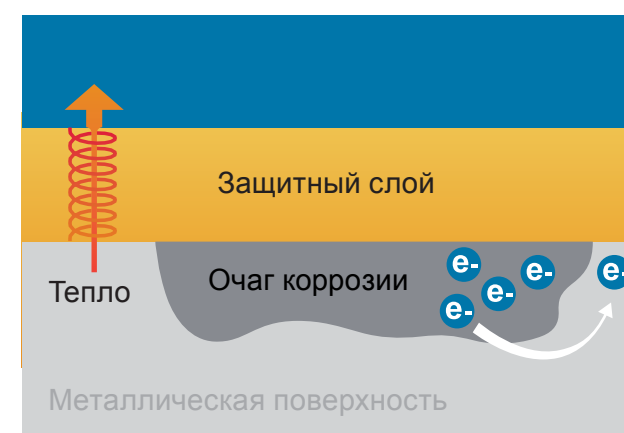 Защитный слой
Тепло
Очаг коррозии
e-
e-
e-
e-
e-
Металлическая поверхность